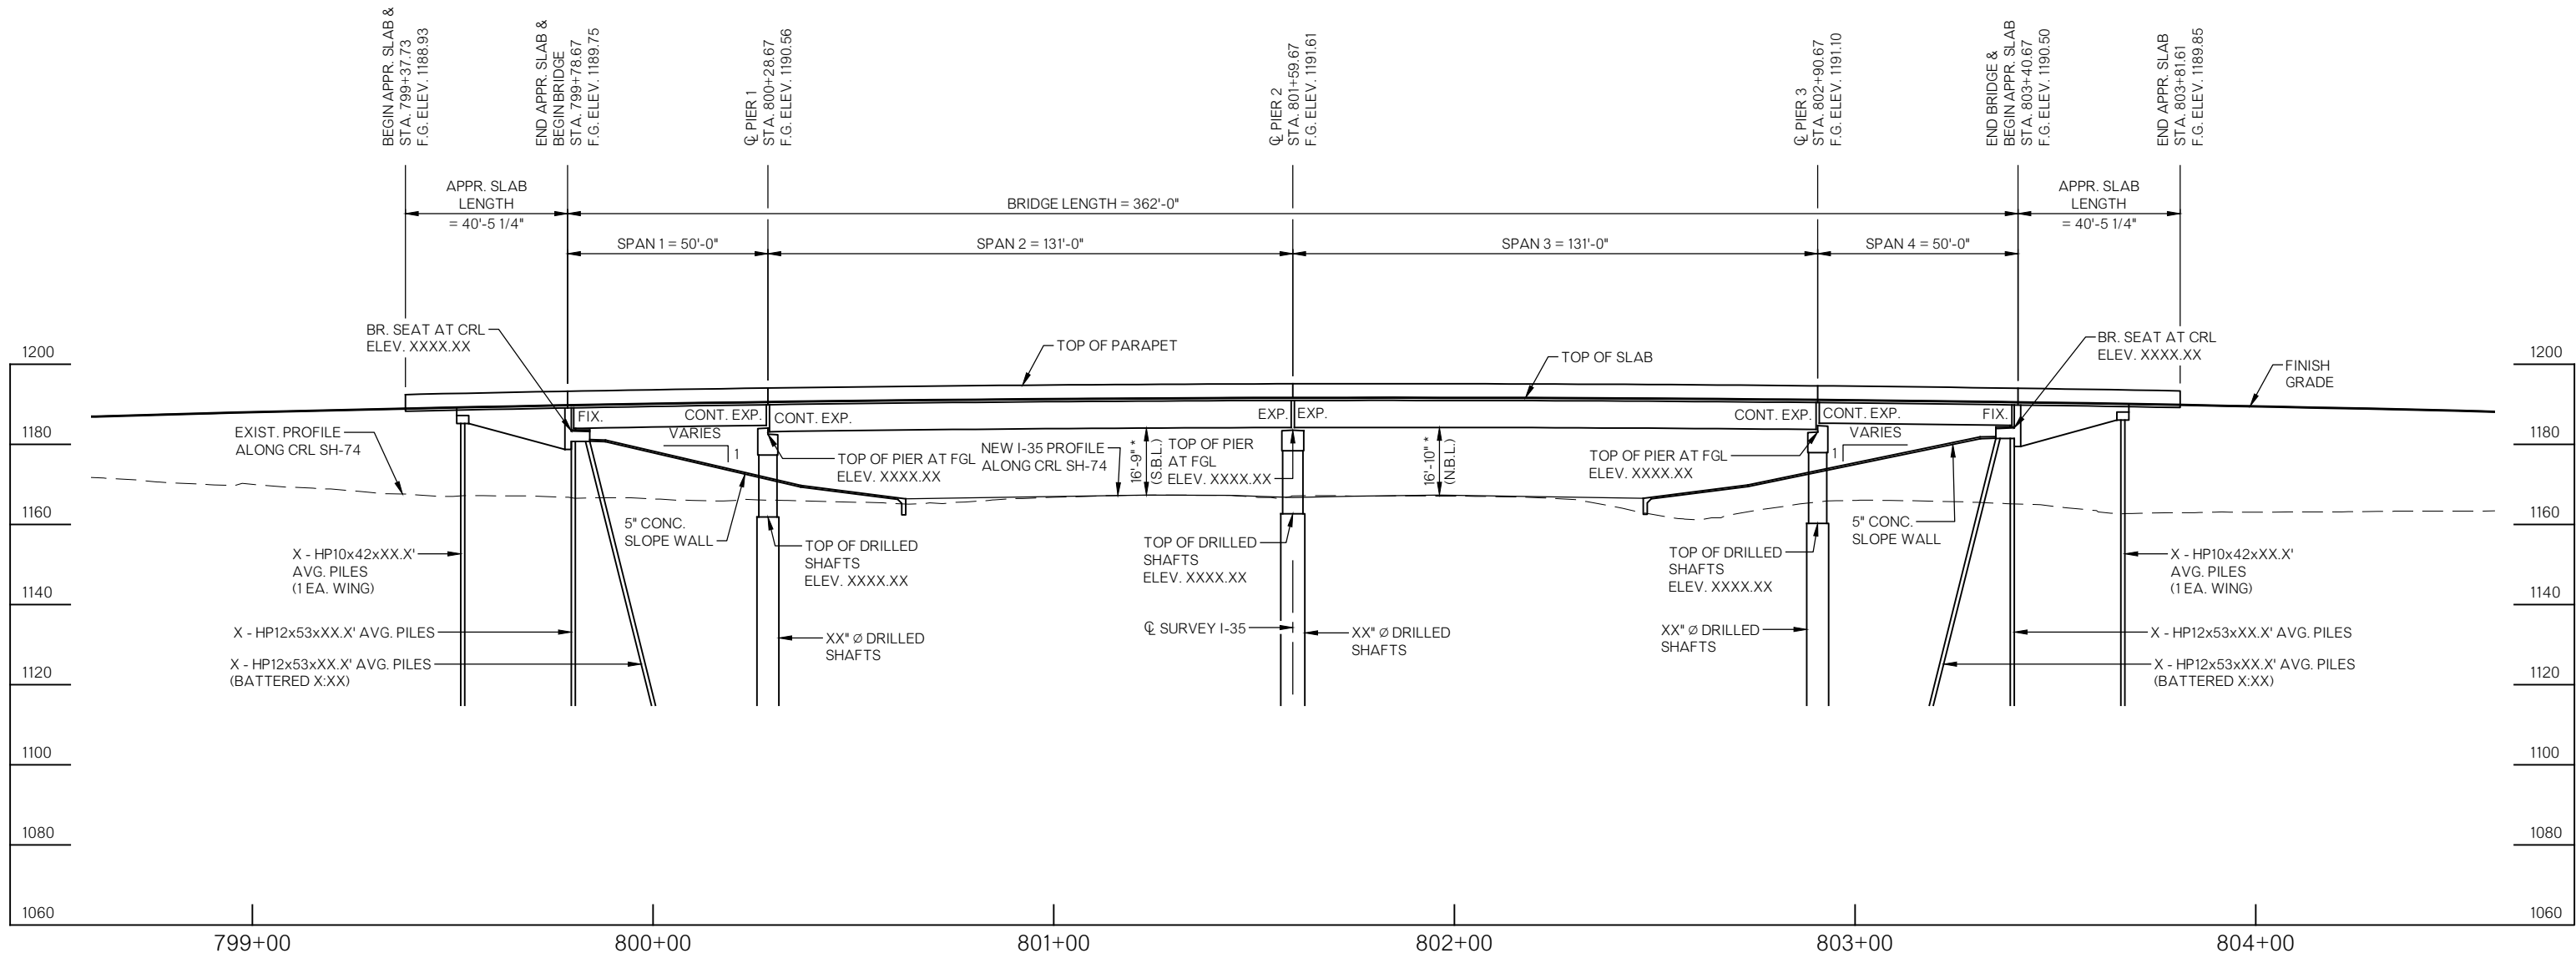 BEGIN APPR. SLAB &
STA. 799+37.73
F.G. ELEV. 1188.93
END APPR. SLAB &
BEGIN BRIDGE
STA. 799+78.67
F.G. ELEV. 1189.75
℄ PIER 1
STA. 800+28.67
F.G. ELEV. 1190.56
℄ PIER 2
STA. 801+59.67
F.G. ELEV. 1191.61
℄ PIER 3
STA. 802+90.67
F.G. ELEV. 1191.10
END BRIDGE &
BEGIN APPR. SLAB
STA. 803+40.67
F.G. ELEV. 1190.50
END APPR. SLAB
STA. 803+81.61
F.G. ELEV. 1189.85
APPR. SLAB
LENGTH
= 40'-5 1/4"
BRIDGE LENGTH = 362'-0"
APPR. SLAB
LENGTH
= 40'-5 1/4"
SPAN 1 = 50'-0"
SPAN 2 = 131'-0"
SPAN 3 = 131'-0"
SPAN 4 = 50'-0"
BR. SEAT AT CRL
ELEV. XXXX.XX
TOP OF PARAPET
TOP OF SLAB
BR. SEAT AT CRL
ELEV. XXXX.XX
FINISH
GRADE
1200
1180
1160
1140
1120
1100
1080
1060
1200
1180
1160
1140
1120
1100
1080
1060
FIX.
CONT. EXP.
CONT. EXP.
EXP.
EXP.
CONT. EXP.
CONT. EXP.
FIX.
EXIST. PROFILE
ALONG CRL SH-74
VARIES
1
TOP OF PIER AT FGL
ELEV. XXXX.XX
NEW I-35 PROFILE
ALONG CRL SH-74
16'-9" *
(S.B.L.)
TOP OF PIER
AT FGL
ELEV. XXXX.XX
16'-10" *
(N.B.L.)
TOP OF PIER AT FGL
ELEV. XXXX.XX
VARIES
1
5" CONC.
SLOPE WALL
5" CONC.
SLOPE WALL
X - HP10x42xXX.X'
AVG. PILES
(1 EA. WING)
TOP OF DRILLED
SHAFTS
ELEV. XXXX.XX
TOP OF DRILLED
SHAFTS
ELEV. XXXX.XX
TOP OF DRILLED
SHAFTS
ELEV. XXXX.XX
X - HP10x42xXX.X'
AVG. PILES
(1 EA. WING)
X - HP12x53xXX.X' AVG. PILES
X - HP12x53xXX.X' AVG. PILES
(BATTERED X:XX)
XX" Ø DRILLED
SHAFTS
℄ SURVEY I-35
XX" Ø DRILLED
SHAFTS
XX" Ø DRILLED
SHAFTS
X - HP12x53xXX.X' AVG. PILES
X - HP12x53xXX.X' AVG. PILES
(BATTERED X:XX)
799+00
800+00
801+00
802+00
803+00
804+00